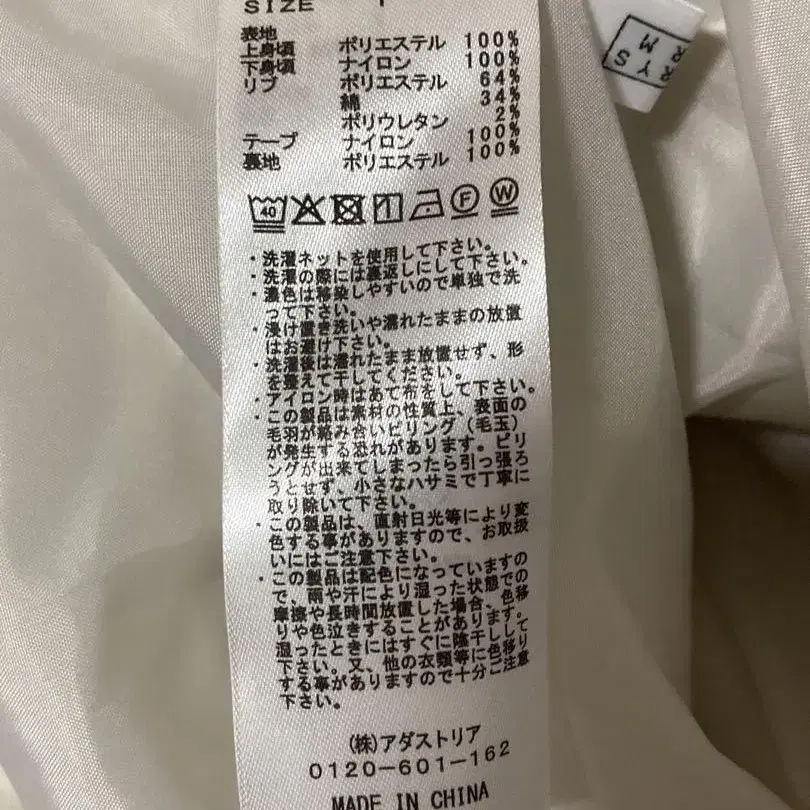 SIZE
表地
上身頃 ポリエステル 100%
下身頃 ナイロン 100%
リブ ポリエステル 64%
綿 34%
ポリウレタン 2%
テープ ナイロン 100%
裏地 ポリエステル 100%
40 F W
・洗濯ネットを使用して下さい。
・洗濯の際には裏返しにして下さい。
・濃色は移染しやすいので単独で洗
って下さい。
・浸け置き洗いや濡れたままの放置
はお避け下さい。
・洗濯後は濡れたまま放置せず、形
を整えて干してください。
・アイロン時はあて布をして下さい。
・この製品は素材の性質上、表面の
毛羽が絡み合いピリング(毛玉)
が発生する恐れがあります。ピリ
ングが出来てしまったら引っ張ろ
うとせず、小さなハサミで丁寧に
取り除いて下さい。
・この製品は、直射日光等により変
色する事がありますので、お取扱
いにはご注意下さい。
・この製品は配色になっていますの
で、雨や汗により湿った状態での
摩擦や長時間放置した場合、色移
りや色泣きすることがあります。
湿ったときにはすぐに陰干しして
下さい。又、他の衣類等に色移り
する事がありますので十分ご注意
下さい。
(株)アダストリア
0120-601-162
MADE IN CHINA
RYS
R M